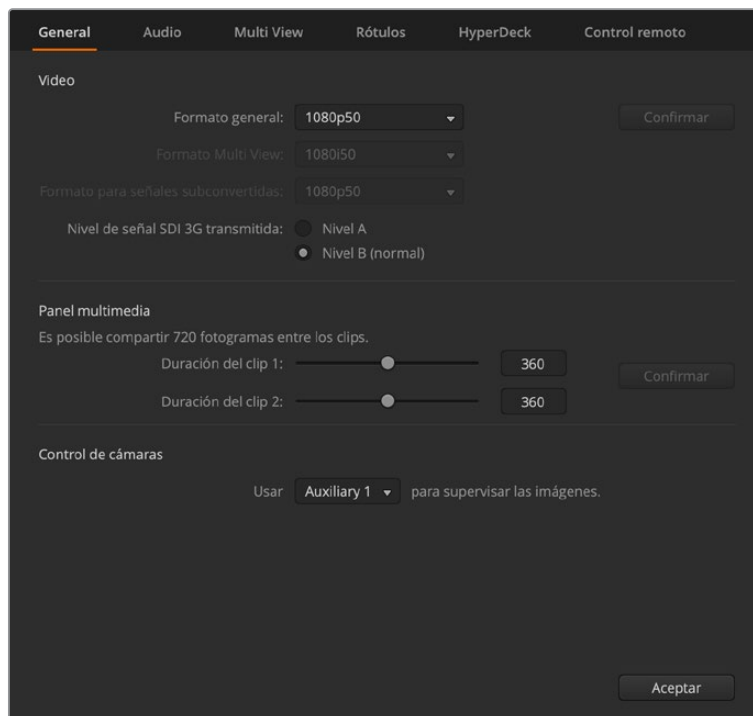 General Audio Multi View Rótulos HyperDeck Control remoto
Video
Formato general: 1080p50 Confirmar
Formato Multi View: 1080i50
Formato para señales subconvertidas: 1080p50
Nivel de señal SDI 3G transmitida: Nivel A
Nivel B (normal)
Panel multimedia
Es posible compartir 720 fotogramas entre los clips.
Duración del clip 1: 360
Confirmar
Duración del clip 2: 360
Control de cámaras
Usar Auxiliary 1 para supervisar las imágenes.
Aceptar